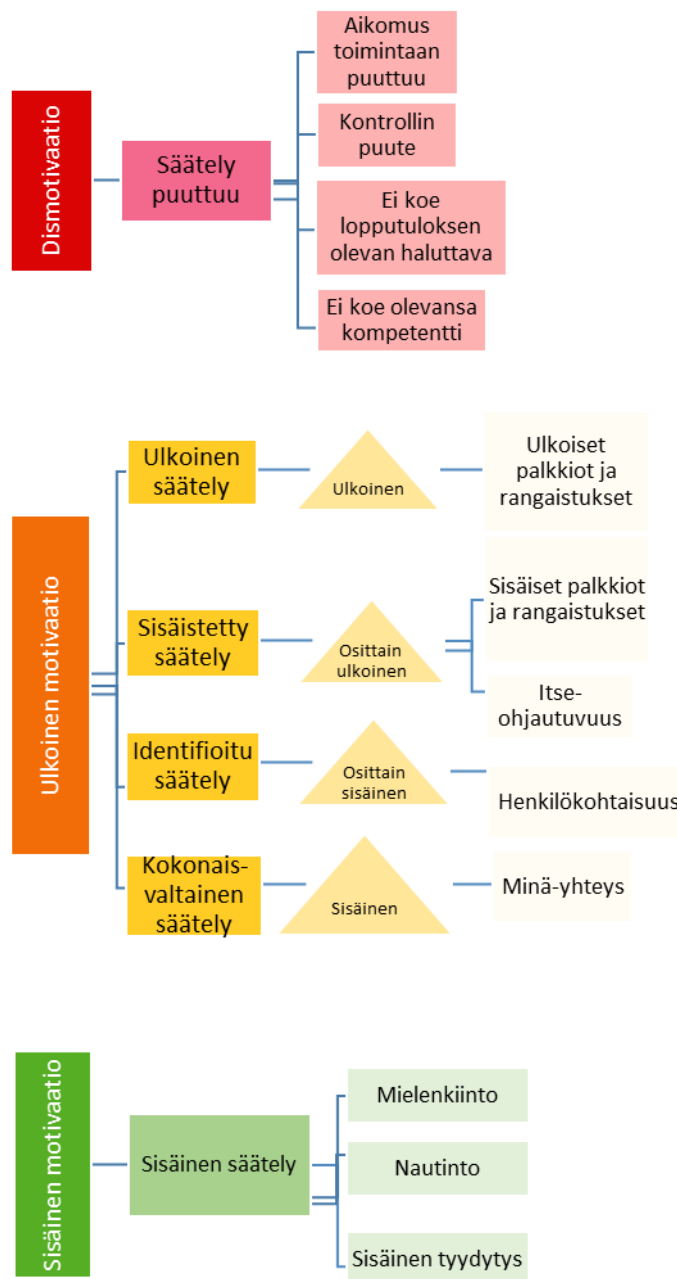 Dismotivaatio
Säätely
puuttuu
Aikomus
toimintaan
puuttuu
Kontrollin
puute
Ei koe
lopputuloksen
olevan haluttava
Ei koe olevansa
kompetentti
Ulkoinen motivaatio
Ulkoinen
säätely
Ulkoinen
Ulkoiset
palkkiot ja
rangaistukset
Sisäistetty
säätely
Osittain
ulkoinen
Sisäiset palkkiot
ja rangaistukset
Itse-
ohjautuvuus
Identifioitu
säätely
Osittain
sisäinen
Henkilökohtaisuus
Kokonais-
valtainen
säätely
Sisäinen
Minä-yhteys
Sisäinen motivaatio
Sisäinen säätely
Mielenkiinto
Nautinto
Sisäinen tyydytys